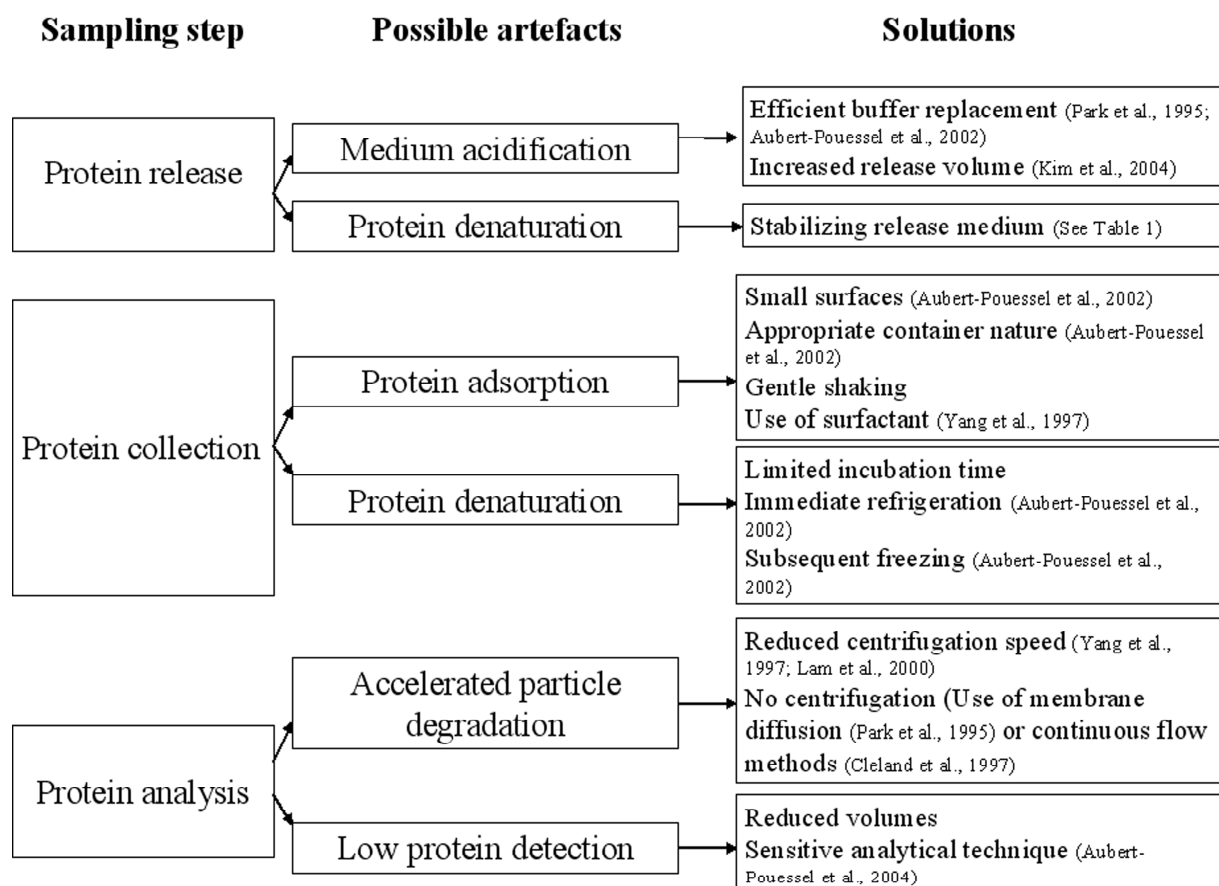 Sampling step
Possible artefacts
Solutions
Protein release
Medium acidification
Efficient buffer replacement (Park et al., 1995;
Aubert-Pouessel et al., 2002)
Increased release volume (Kim et al., 2004)
Protein denaturation
Stabilizing release medium (See Table 1)
Protein collection
Protein adsorption
Small surfaces (Aubert-Pouessel et al., 2002)
Appropriate container nature (Aubert-Pouessel
et al., 2002)
Gentle shaking
Use of surfactant (Yang et al., 1997)
Protein denaturation
Limited incubation time
Immediate refrigeration (Aubert-Pouessel et al.,
2002)
Subsequent freezing (Aubert-Pouessel et al.,
2002)
Protein analysis
Accelerated particle
degradation
Reduced centrifugation speed (Yang et al.,
1997; Lam et al., 2000)
No centrifugation (Use of membrane
diffusion (Park et al., 1995) or continuous flow
methods (Cleland et al., 1997)
Low protein detection
Reduced volumes
Sensitive analytical technique (Aubert-
Pouessel et al., 2004)